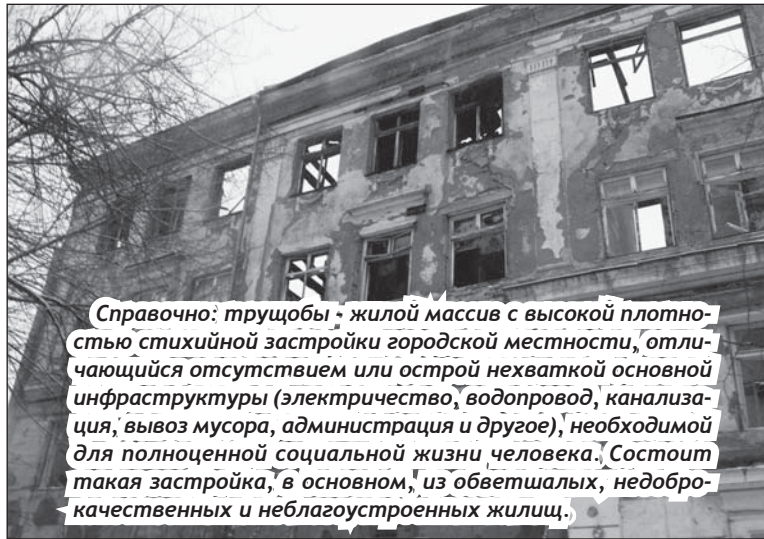 Справочно: трущобы - жилой массив с высокой плотно-
стью стихийной застройки городской местности, отли-
чающийся отсутствием или острой нехваткой основной
инфраструктуры (электричество, водопровод, канализа-
ция, вывоз мусора, администрация и другое), необходимой
для полноценной социальной жизни человека. Состоит
такая застройка, в основном, из обветшалых, недобро-
качественных и неблагоустроенных жилищ.